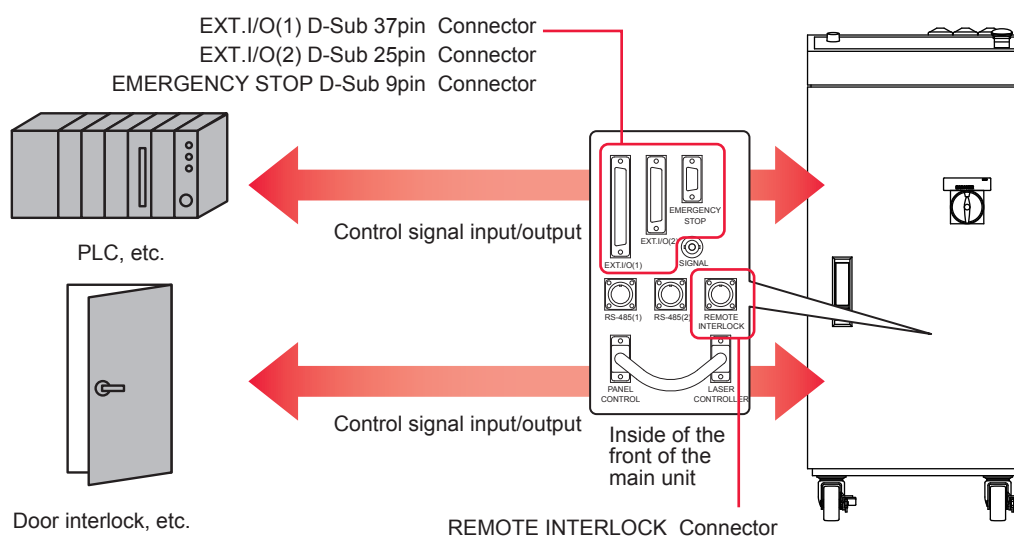 EXT.I/O(1) D-Sub 37pin Connector
EXT.I/O(2) D-Sub 25pin Connector
EMERGENCY STOP D-Sub 9pin Connector
EMERGENCY
STOP
EXT.I/O(2)
EXT.I/O(1)
SIGNAL
Control signal input/output
PLC, etc.
RS-485(1)
RS-485(2)
REMOTE
INTERLOCK
PANEL
CONTROL
LASER
CONTROLLER
Control signal input/output
Inside of the
front of the
main unit
Door interlock, etc.
REMOTE INTERLOCK Connector